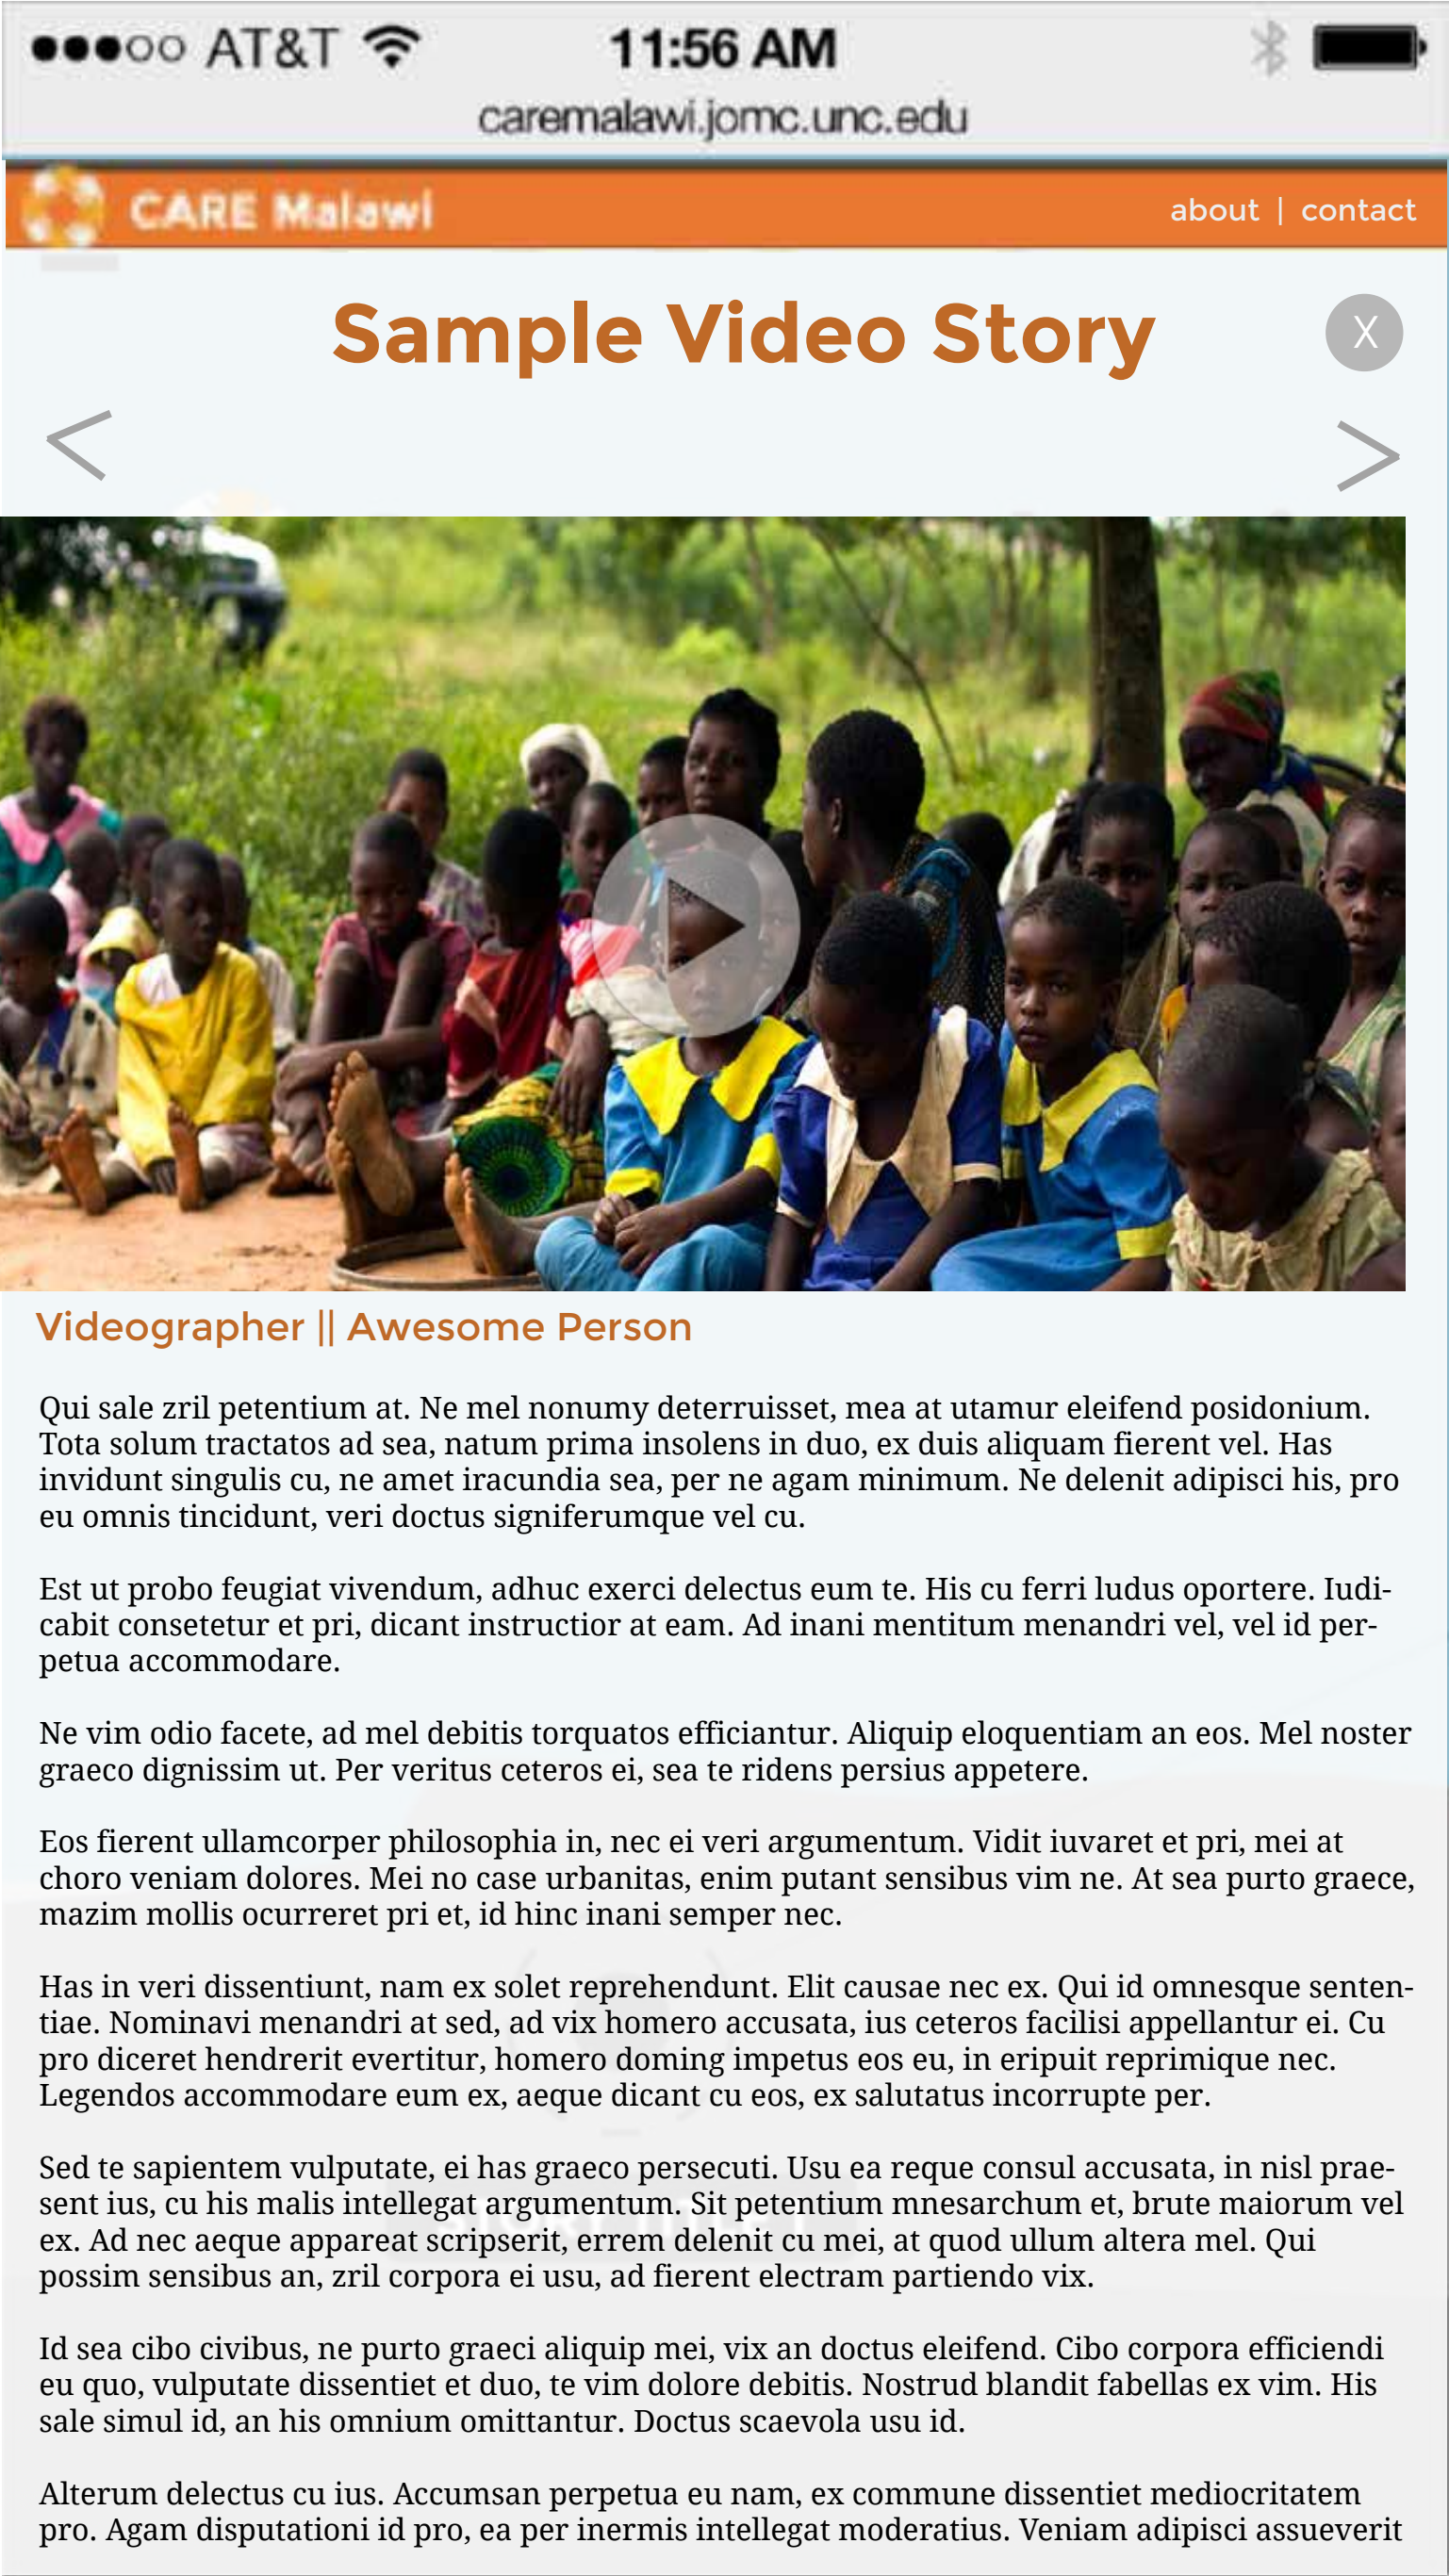 AT&T 11:56 AM
caremalawi.jomc.unc.edu
CARE Malawi about | contact
Sample Video Story X
< >
Videographer || Awesome Person
Qui sale zril petentium at. Ne mel nonumy deterruisset, mea at utamur eleifend posidonium.
Tota solum tractatos ad sea, natum prima insolens in duo, ex duis aliquam fierent vel. Has
invidunt singulis cu, ne amet iracundia sea, per ne agam minimum. Ne delenit adipisci his, pro
eu omnis tincidunt, veri doctus signiferumque vel cu.
Est ut probo feugiat vivendum, adhuc exerci delectus eum te. His cu ferri ludus oportere. Iudi-
cabit consetetur et pri, dicant instructior at eam. Ad inani mentitum menandri vel, vel id per-
petua accommodare.
Ne vim odio facete, ad mel debitis torquatos efficiantur. Aliquip eloquentiam an eos. Mel noster
graeco dignissim ut. Per veritus ceteros ei, sea te ridens persius appetere.
Eos fierent ullamcorper philosophia in, nec ei veri argumentum. Vidit iuvaret et pri, mei at
choro veniam dolores. Mei no case urbanitas, enim putant sensibus vim ne. At sea purto graece,
mazim mollis ocurreret pri et, id hinc inani semper nec.
Has in veri dissentiunt, nam ex solet reprehendunt. Elit causae nec ex. Qui id omnesque senten-
tiae. Nominavi menandri at sed, ad vix homero accusata, ius ceteros facilisi appellantur ei. Cu
pro diceret hendrerit evertitur, homero doming impetus eos eu, in eripuit reprimique nec.
Legendos accommodare eum ex, aeque dicant cu eos, ex salutatus incorrupte per.
Sed te sapientem vulputate, ei has graeco persecuti. Usu ea reque consul accusata, in nisl prae-
sent ius, cu his malis intellegat argumentum. Sit petentium mnesarchum et, brute maiorum vel
ex. Ad nec aeque appareat scripserit, errem delenit cu mei, at quod ullum altera mel. Qui
possim sensibus an, zril corpora ei usu, ad fierent electram partiendo vix.
Id sea cibo civibus, ne purto graeci aliquip mei, vix an doctus eleifend. Cibo corpora efficiendi
eu quo, vulputate dissentiet et duo, te vim dolore debitis. Nostrud blandit fabellas ex vim. His
sale simul id, an his omnium omittantur. Doctus scaevola usu id.
Alterum delectus cu ius. Accumsan perpetua eu nam, ex commune dissentiet mediocritatem
pro. Agam disputationi id pro, ea per inermis intellegat moderatius. Veniam adipisci assueverit